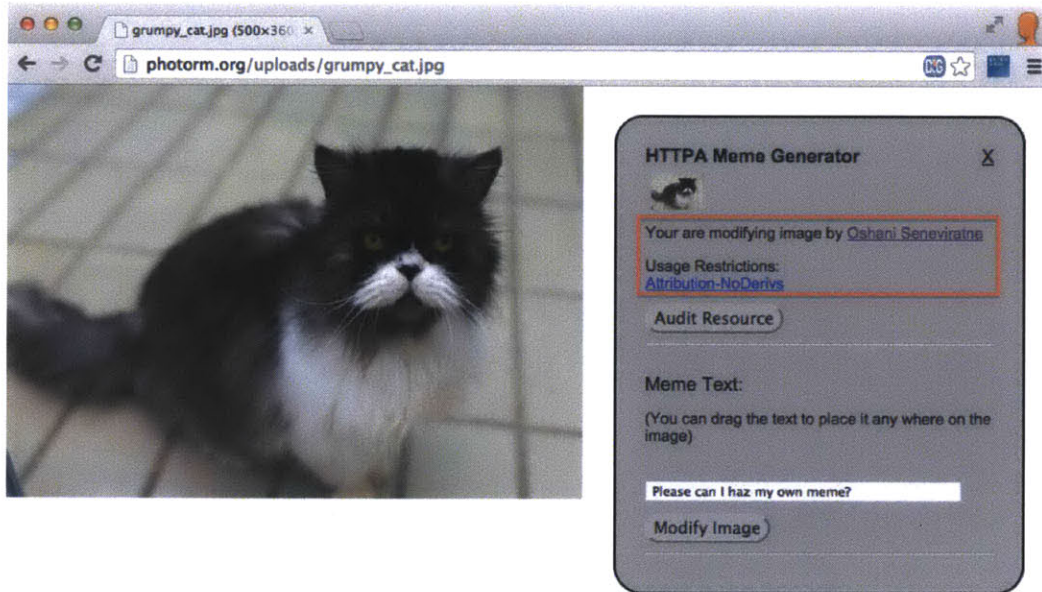 grumpy_cat.jpg (500×360
photorm.org/uploads/grumpy_cat.jpg
HTTPA Meme Generator X
Your are modifying image by Oshani Seneviratne
Usage Restrictions:
Attribution-NoDerivs
Audit Resource
Meme Text:
(You can drag the text to place it any where on the
image)
Please can I haz my own meme?
Modify Image